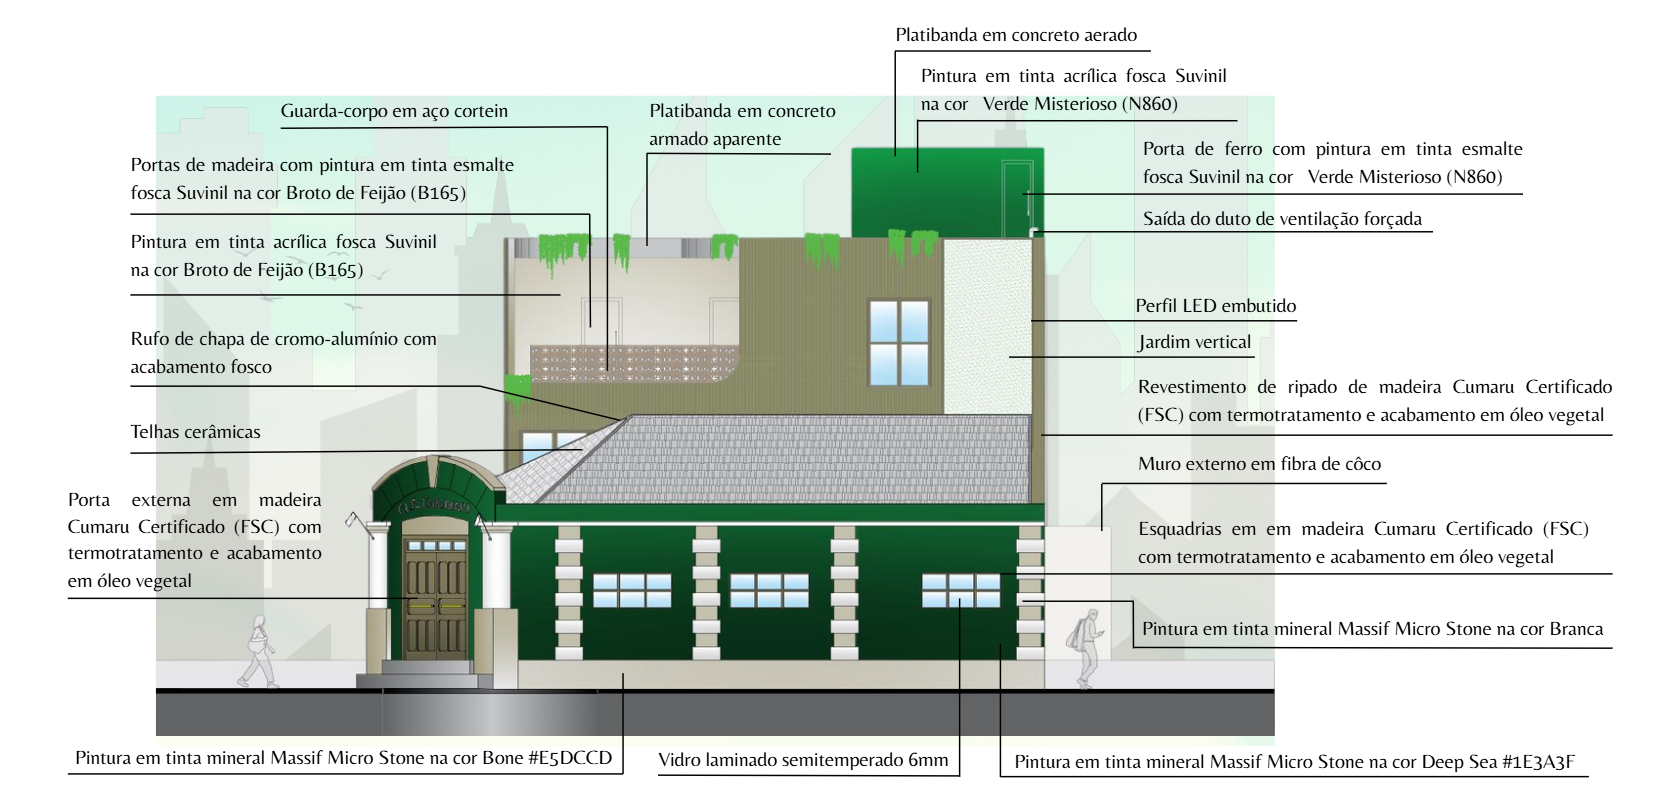 Platibanda em concreto aerado
Pintura em tinta acrílica fosca Suvinil
na cor Verde Misterioso (N860)
Guarda-corpo em aço cortein
Platibanda em concreto
armado aparente
Porta de ferro com pintura em tinta esmalte
fosca Suvinil na cor Verde Misterioso (N860)
Portas de madeira com pintura em tinta esmalte
fosca Suvinil na cor Broto de Feijão (B165)
Saída do duto de ventilação forçada
Pintura em tinta acrílica fosca Suvinil
na cor Broto de Feijão (B165)
Perfil LED embutido
Rufo de chapa de cromo-alumínio com
acabamento fosco
Jardim vertical
Revestimento de ripado de madeira Cumaru Certificado
(FSC) com termotratamento e acabamento em óleo vegetal
Telhas cerâmicas
Muro externo em fibra de côco
Porta externa em madeira
Cumaru Certificado (FSC) com
termotratamento e acabamento
em óleo vegetal
Esquadrias em em madeira Cumaru Certificado (FSC)
com termotratamento e acabamento em óleo vegetal
Pintura em tinta mineral Massif Micro Stone na cor Branca
Pintura em tinta mineral Massif Micro Stone na cor Bone #E5DCCD
Vidro laminado semitemperado 6mm
Pintura em tinta mineral Massif Micro Stone na cor Deep Sea #1E3A3F